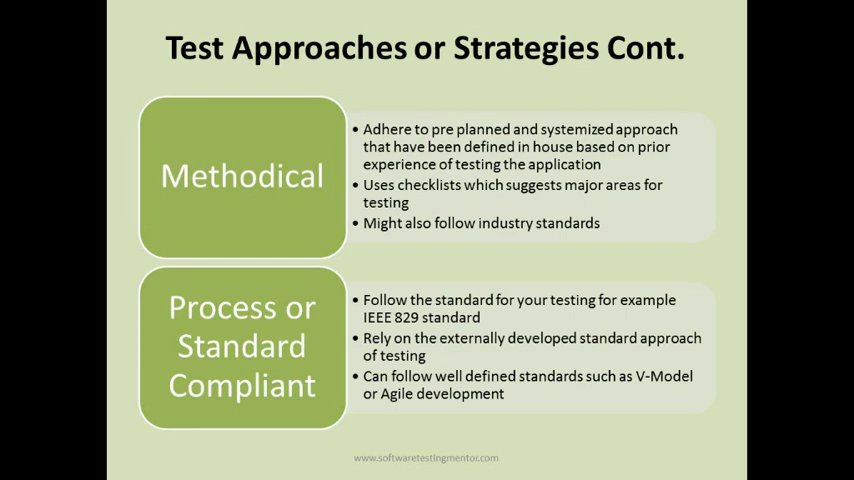 Test Approaches or Strategies Cont.
Methodical
• Adhere to pre planned and systemized approach
that have been defined in house based on prior
experience of testing the application
• Uses checklists which suggests major areas for
testing
• Might also follow industry standards
Process or
Standard
Compliant
• Follow the standard for your testing for example
IEEE 829 standard
• Rely on the externally developed standard approach
of testing
• Can follow well defined standards such as V-Model
or Agile development
www.softwaretestingmentor.com